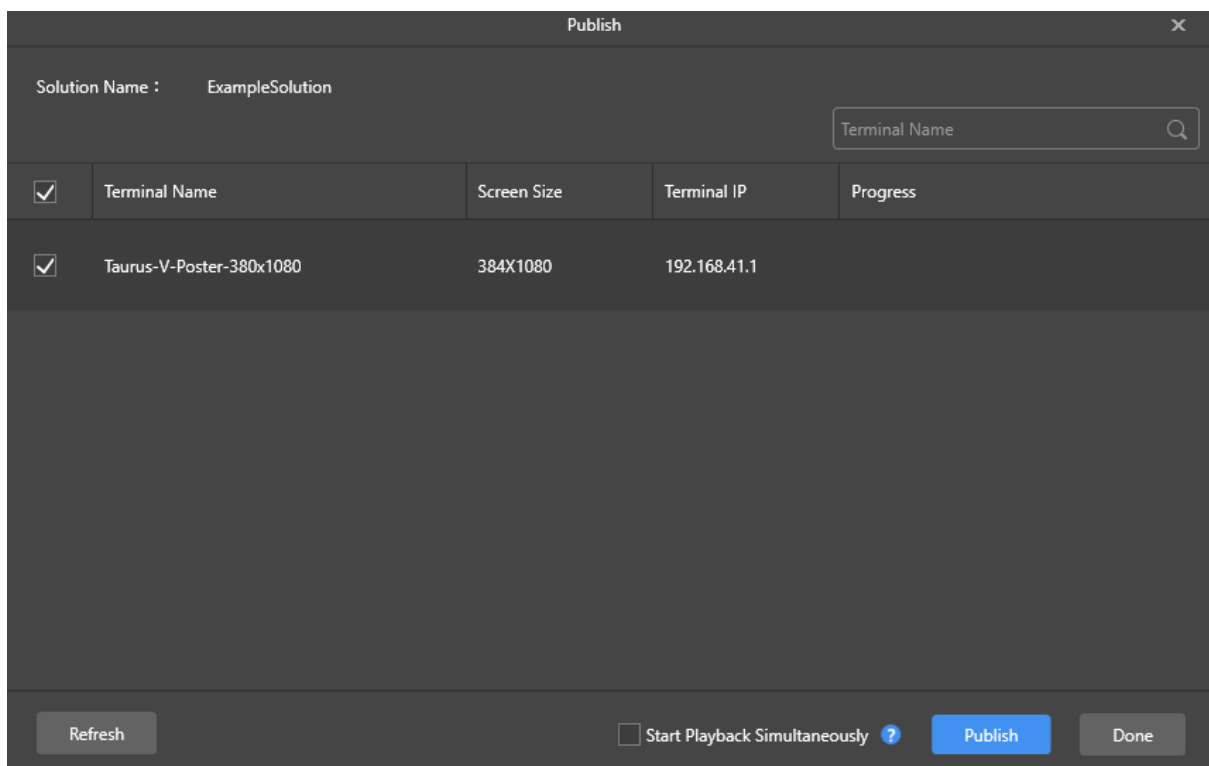 Publish
Solution Name： ExampleSolution
Terminal Name
Terminal Name Screen Size Terminal IP Progress
Taurus-V-Poster-380x1080 384X1080 192.168.41.1
Refresh Start Playback Simultaneously ? Publish Done